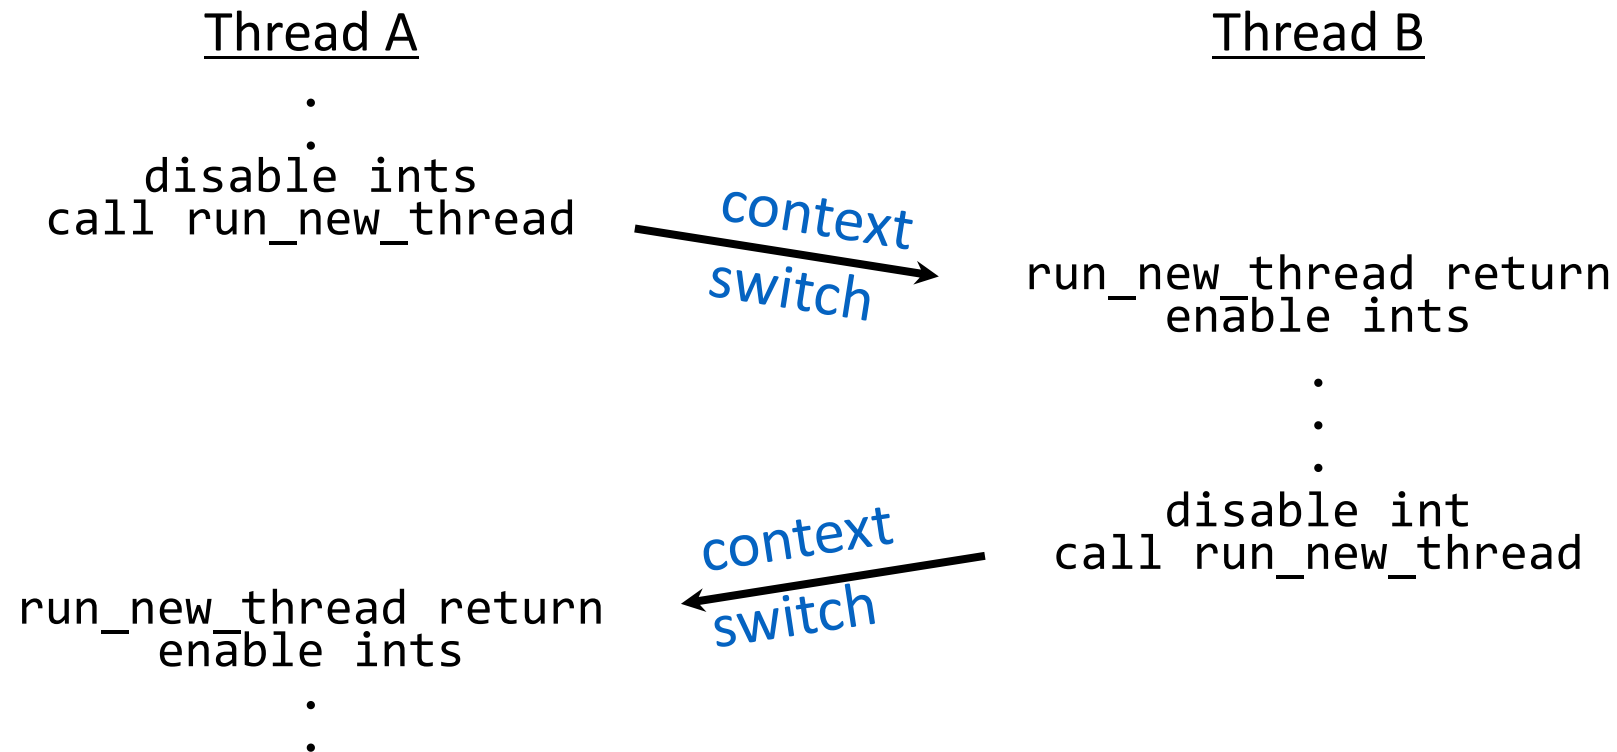 Thread A
Thread B
.
.
disable ints
call run_new_thread
context
switch
run_new_thread return
enable ints
.
.
.
disable int
call run_new_thread
context
switch
run_new_thread return
enable ints
.
.